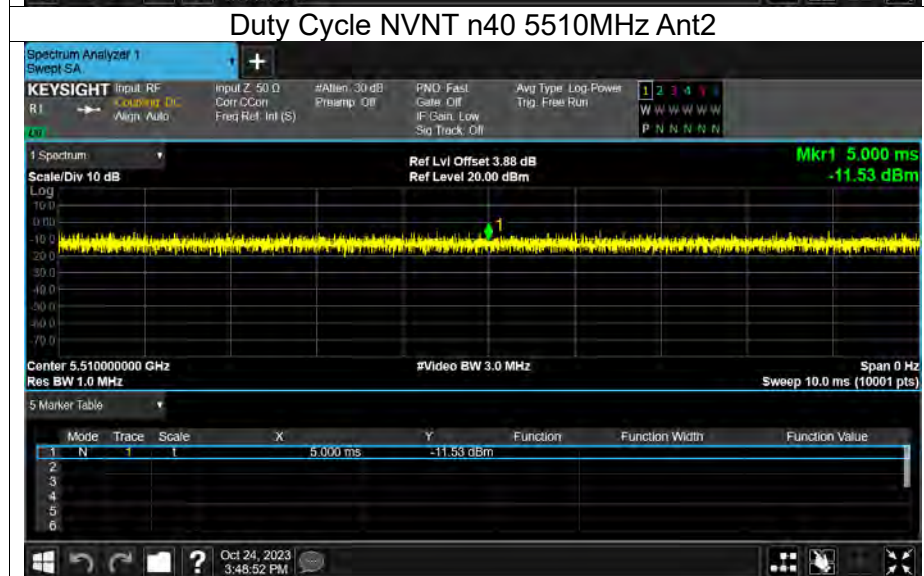 Duty Cycle NVNT n40 5510MHz Ant2
Spectrum Analyzer 1
Swept SA
+
KEYSIGHT Input: RF Input Z: 50 Ω #Atten: 30 dB PNO: Fast Avg Type: Log-Power 1 2 3 4 5 6
R1 Coupling: DC Corr CCorr Preamp: Off Gate: Off Trig: Free Run W W W W W W
Align: Auto Freq Ref: Int (S) IF Gain: Low
Sig Track: Off P N N N N N
1 Spectrum Ref Lvl Offset 3.88 dB Mkr1 5.000 ms
Scale/Div 10 dB Ref Level 20.00 dBm -11.53 dBm
Log
10.0
0.00
1
-10.0
-20.0
-30.0
-40.0
-50.0
-60.0
-70.0
Center 5.510000000 GHz #Video BW 3.0 MHz Span 0 Hz
Res BW 1.0 MHz Sweep 10.0 ms (10001 pts)
5 Marker Table
Mode Trace Scale X Y Function Function Width Function Value
1 N 1 t 5.000 ms -11.53 dBm
2
3
4
5
6
? Oct 24, 2023
3:48:52 PM